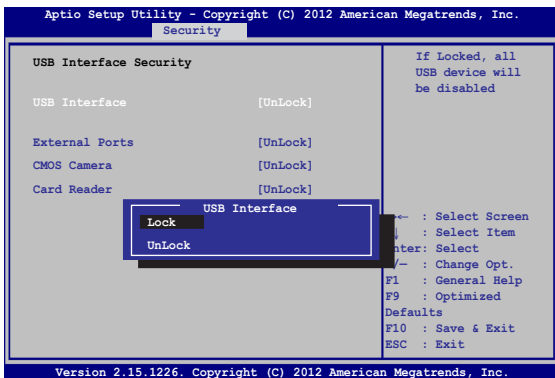 Aptio Setup Utility - Copyright (C) 2012 American Megatrends, Inc.
Security
USB Interface Security
USB Interface [UnLock]
External Ports [UnLock]
CMOS Camera [UnLock]
Card Reader [UnLock]
USB Interface
Lock
UnLock
If Locked, all
USB device will
be disabled
: Select Screen
: Select Item
: Select
: Change Opt.
F1 : General Help
F9 : Optimized
Defaults
F10 : Save & Exit
ESC : Exit
Version 2.15.1226. Copyright (C) 2012 American Megatrends, Inc.